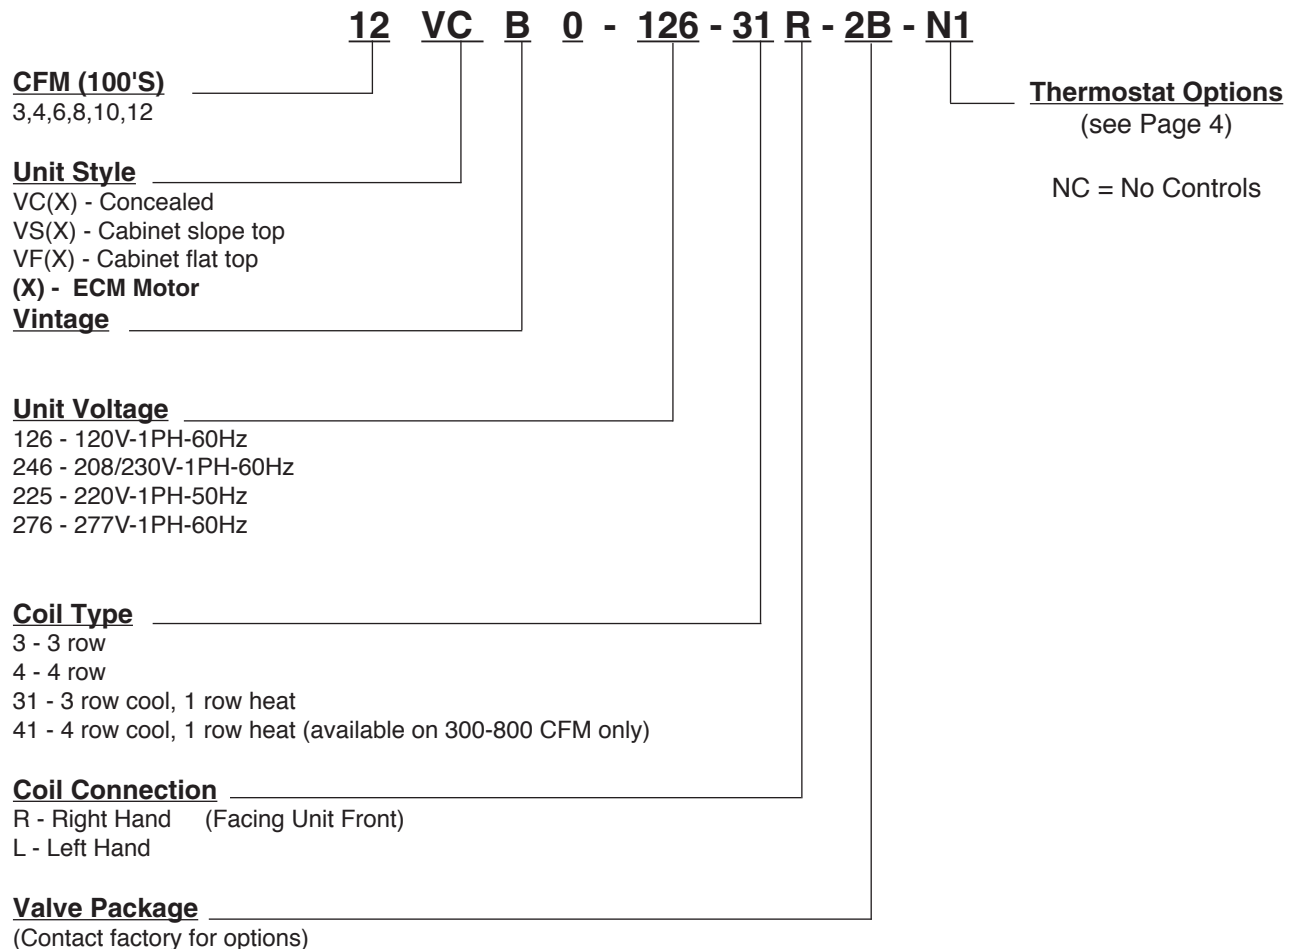 12 VC B 0 - 126 - 31 R - 2B - N1
CFM (100'S)
3,4,6,8,10,12
Thermostat Options
(see Page 4)
NC = No Controls
Unit Style
VC(X) - Concealed
VS(X) - Cabinet slope top
VF(X) - Cabinet flat top
(X) - ECM Motor
Vintage
Unit Voltage
126 - 120V-1PH-60Hz
246 - 208/230V-1PH-60Hz
225 - 220V-1PH-50Hz
276 - 277V-1PH-60Hz
Coil Type
3 - 3 row
4 - 4 row
31 - 3 row cool, 1 row heat
41 - 4 row cool, 1 row heat (available on 300-800 CFM only)
Coil Connection
R - Right Hand (Facing Unit Front)
L - Left Hand
Valve Package
(Contact factory for options)